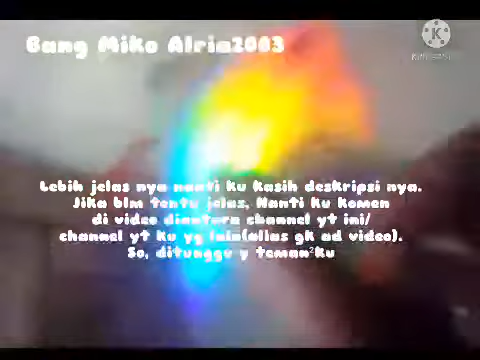 Bang Miko Alria2003
Lebih jelas nya nanti ku kasih deskripsi nya.
Jika blm tentu jelas, Nanti ku komen
di video diantara channel yt ini/
channel yt ku yg lain(alias gk ad video).
So, ditunggu y teman²ku